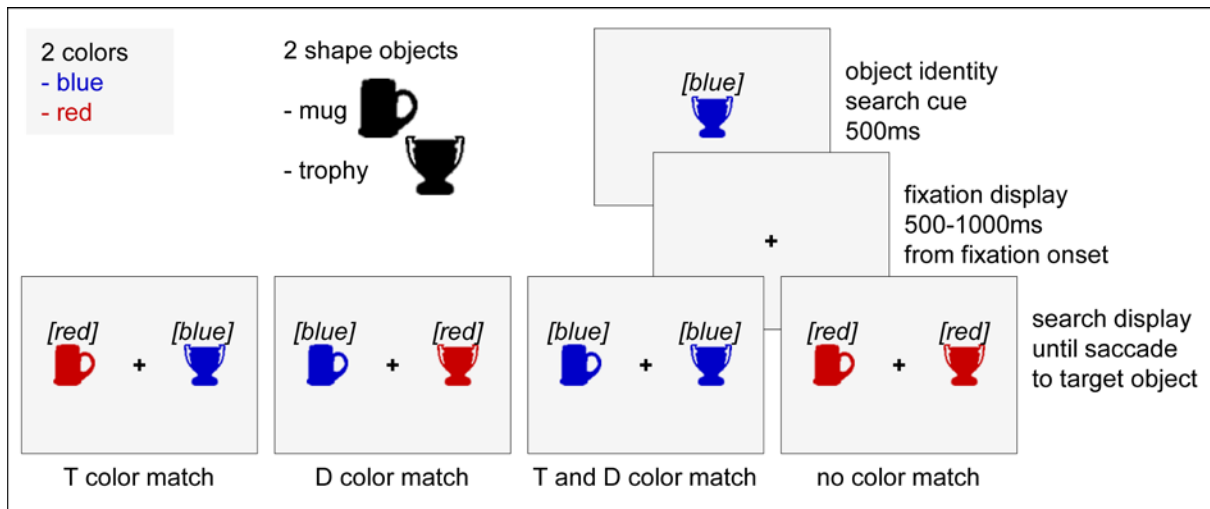 2 colors
- blue
- red
2 shape objects
- mug
- trophy
[blue]
object identity
search cue
500ms
+
fixation display
500-1000ms
from fixation onset
[red] + [blue]
T color match
[blue] + [red]
D color match
[blue] + [blue]
T and D color match
[red] + [red]
no color match
search display
until saccade
to target object